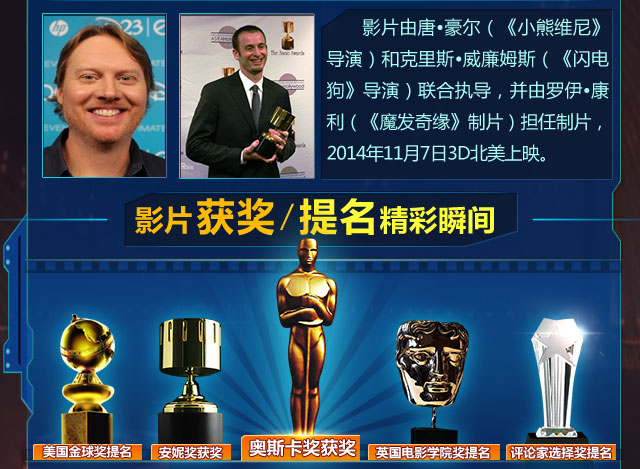 影片由唐•豪尔（《小熊维尼》
导演）和克里斯•威廉姆斯（《闪电
狗》导演）联合执导，并由罗伊•康
利（《魔发奇缘》制片）担任制片，
2014年11月7日3D北美上映。
hp
D23
The Annie Awards
影片获奖/提名精彩瞬间
美国金球奖提名
安妮奖获奖
奥斯卡奖获奖
英国电影学院奖提名
评论家选择奖提名